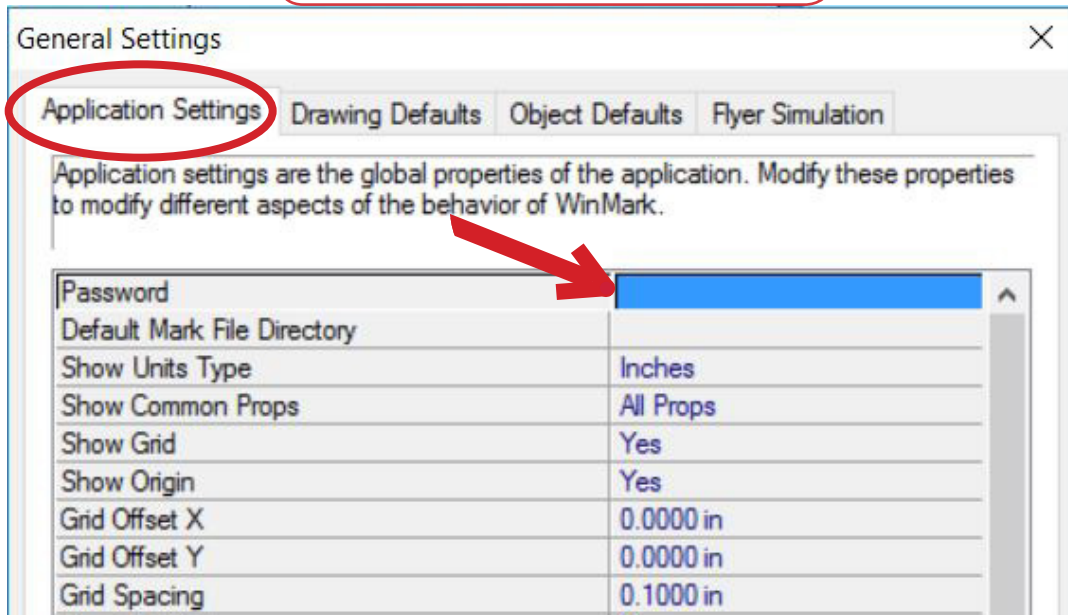 General Settings
Application Settings Drawing Defaults Object Defaults Flyer Simulation
Application settings are the global properties of the application. Modify these properties
to modify different aspects of the behavior of WinMark.
Password
Default Mark File Directory
Show Units Type Inches
Show Common Props All Props
Show Grid Yes
Show Origin Yes
Grid Offset X 0.0000 in
Grid Offset Y 0.0000 in
Grid Spacing 0.1000 in